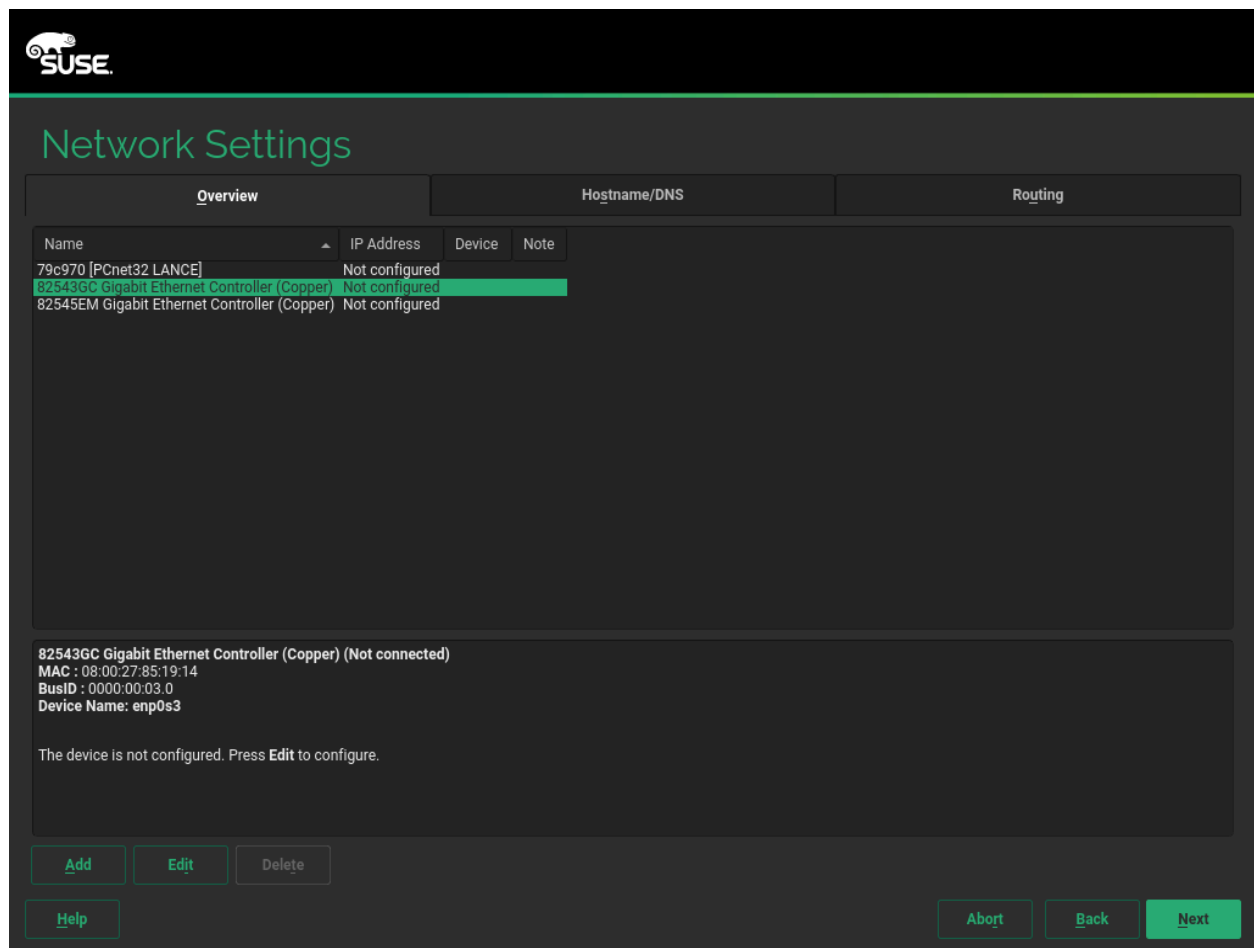 SUSE.
Network Settings
Overview Hostname/DNS Routing
Name IP Address Device Note
79c970 [PCnet32 LANCE] Not configured
82543GC Gigabit Ethernet Controller (Copper) Not configured
82545EM Gigabit Ethernet Controller (Copper) Not configured
82543GC Gigabit Ethernet Controller (Copper) (Not connected)
MAC : 08:00:27:85:19:14
BusID : 0000:00:03.0
Device Name: enp0s3
The device is not configured. Press Edit to configure.
Add Edit Delete
Help Abort Back Next